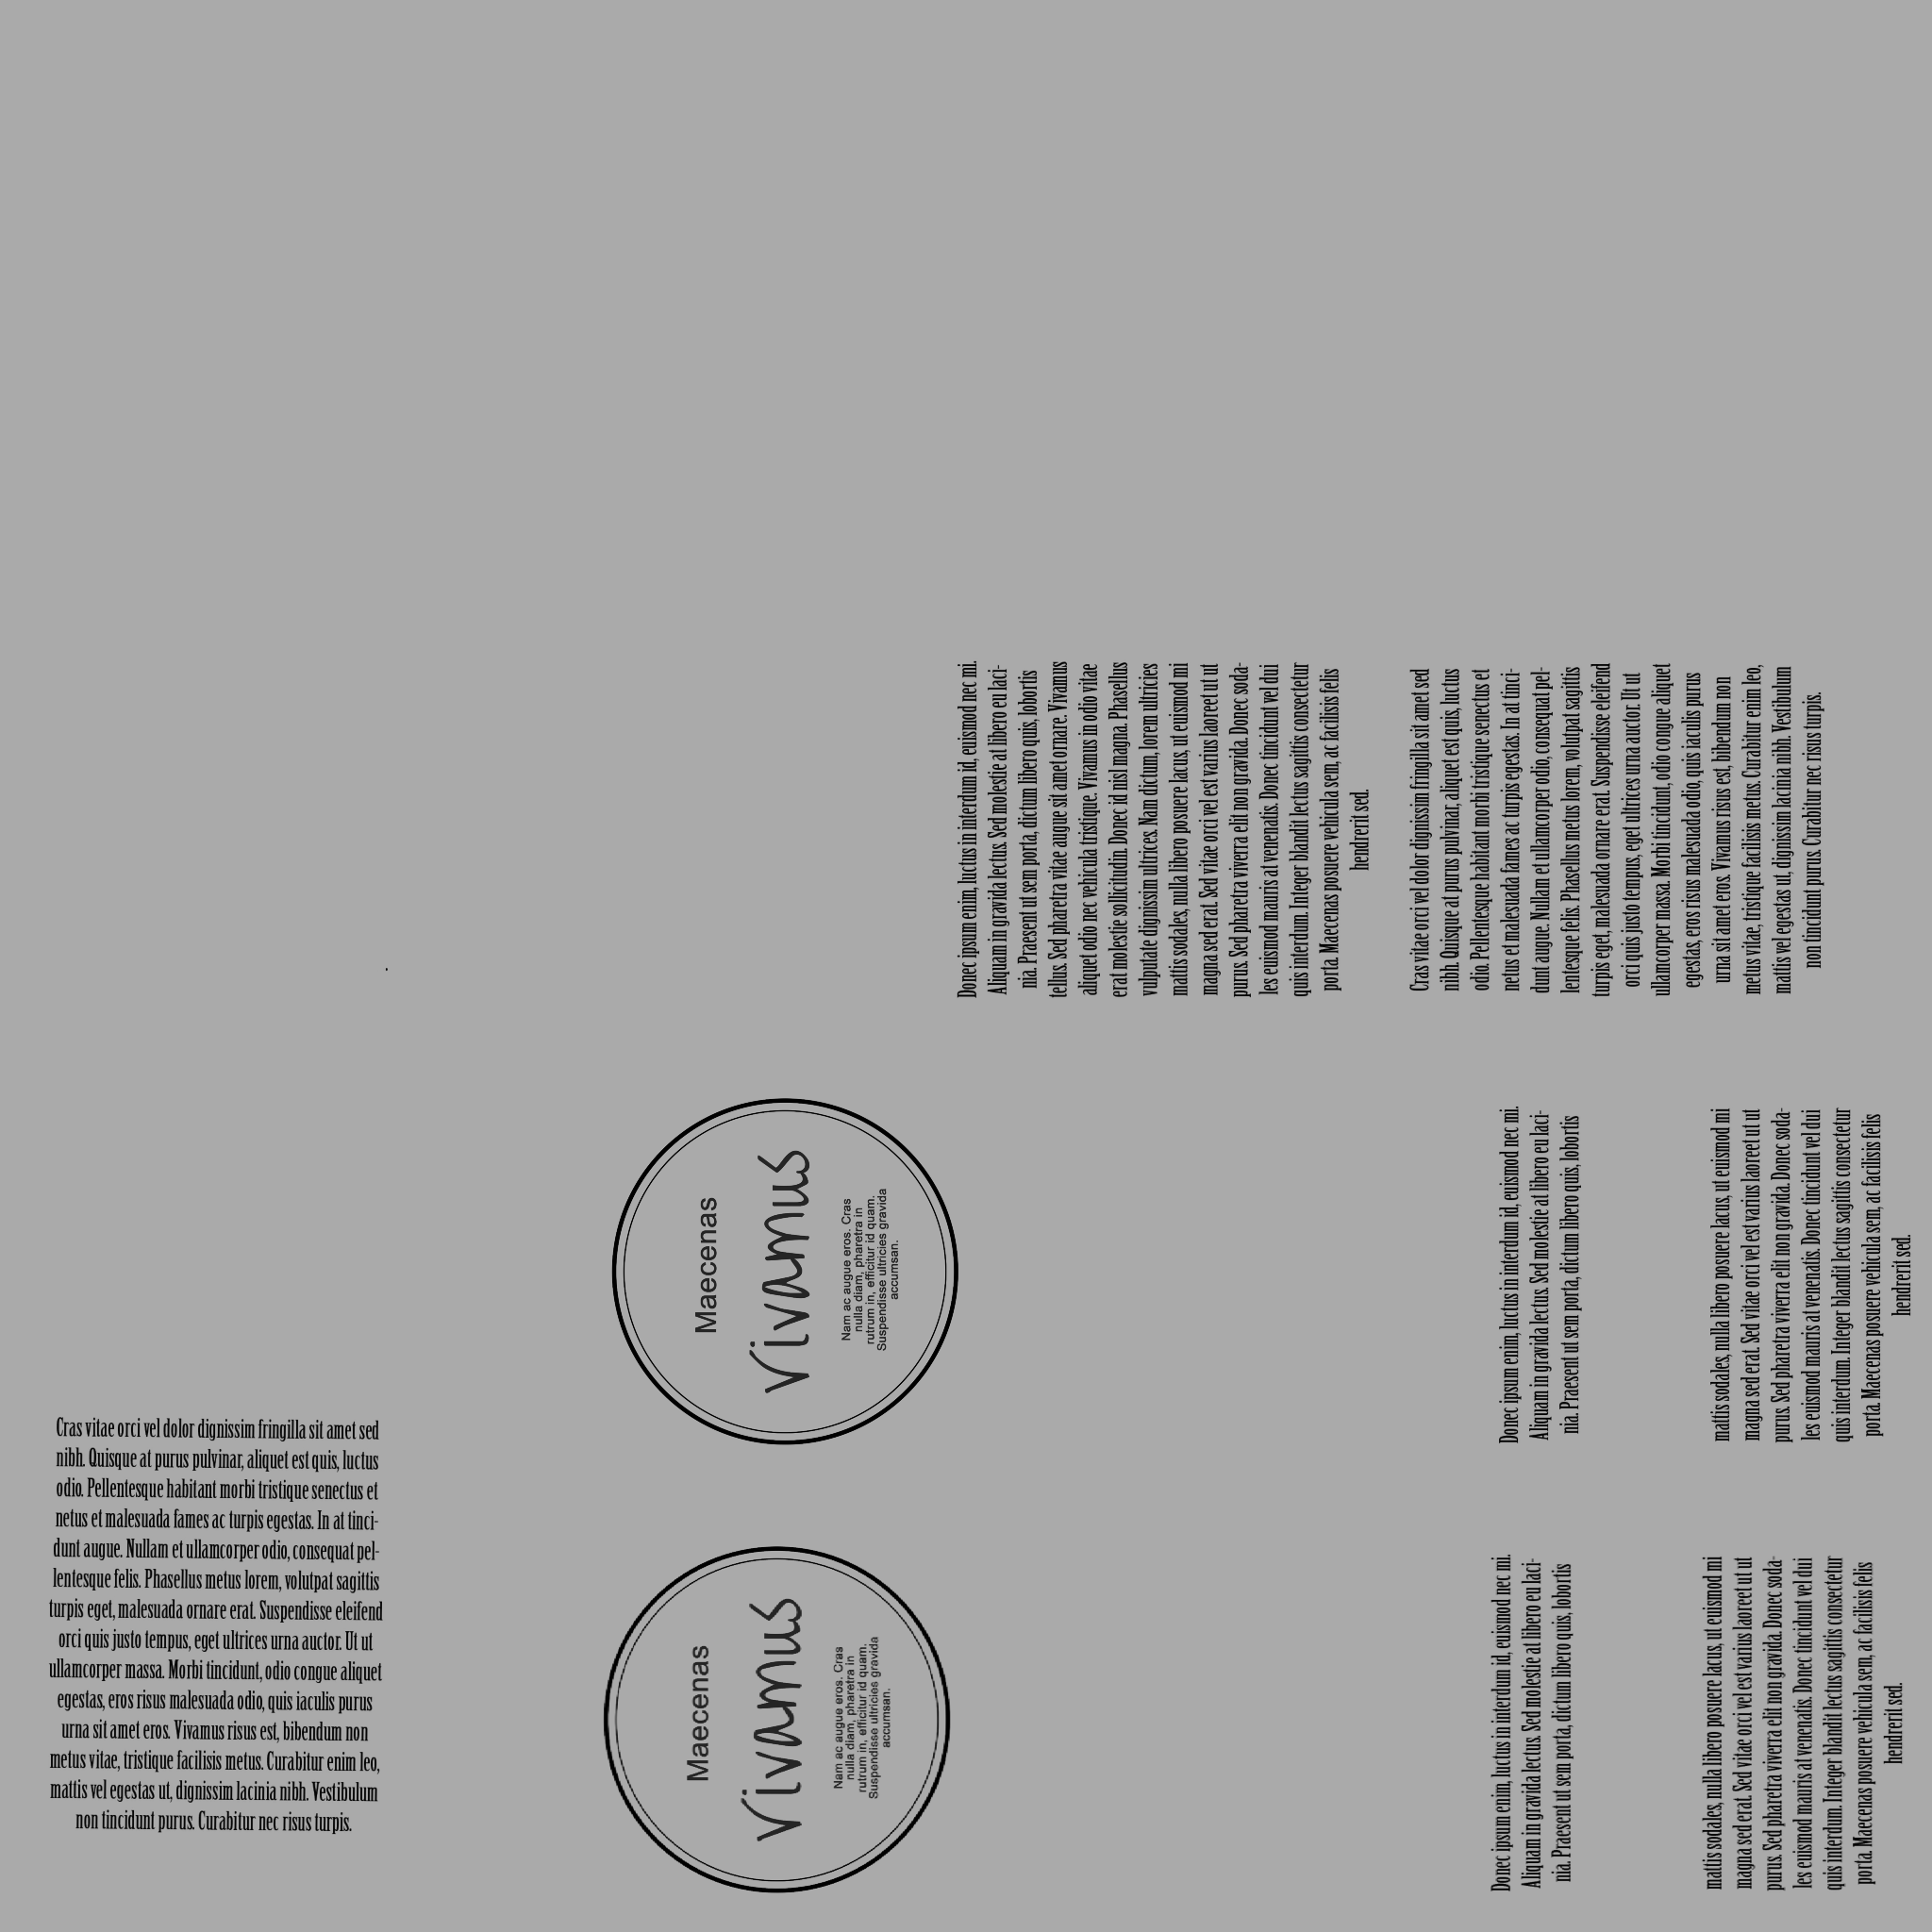 Donec ipsum enim, luctus in interdum id, euismod nec mi.
Aliquam in gravida lectus. Sed molestie at libero eu laci-
nia. Praesent ut sem porta, dictum libero quis, lobortis
tellus. Sed pharetra vitae augue sit amet ornare. Vivamus
aliquet odio nec vehicula tristique. Vivamus in odio vitae
erat molestie sollicitudin. Donec id nisl magna. Phasellus
vulputate dignissim ultrices. Nam dictum, lorem ultricies
mattis sodales, nulla libero posuere lacus, ut euismod mi
magna sed erat. Sed vitae orci vel est varius laoreet ut ut
purus. Sed pharetra viverra elit non gravida. Donec soda-
les euismod mauris at venenatis. Donec tincidunt vel dui
quis interdum. Integer blandit lectus sagittis consectetur
porta. Maecenas posuere vehicula sem, ac facilisis felis
hendrerit sed.
Cras vitae orci vel dolor dignissim fringilla sit amet sed
nibh. Quisque at purus pulvinar, aliquet est quis, luctus
odio. Pellentesque habitant morbi tristique senectus et
netus et malesuada fames ac turpis egestas. In at tinci-
dunt augue. Nullam et ullamcorper odio, consequat pel-
lentesque felis. Phasellus metus lorem, volutpat sagittis
turpis eget, malesuada ornare erat. Suspendisse eleifend
orci quis justo tempus, eget ultrices urna auctor. Ut ut
ullamcorper massa. Morbi tincidunt, odio congue aliquet
egestas, eros risus malesuada odio, quis iaculis purus
urna sit amet eros. Vivamus risus est, bibendum non
metus vitae, tristique facilisis metus. Curabitur enim leo,
mattis vel egestas ut, dignissim lacinia nibh. Vestibulum
non tincidunt purus. Curabitur nec risus turpis.
Maecenas
Vivamus
Nam ac augue eros. Cras
nulla diam, pharetra in
rutrum in, efficitur id quam.
Suspendisse ultricies gravida
accumsan.
Donec ipsum enim, luctus in interdum id, euismod nec mi.
Aliquam in gravida lectus. Sed molestie at libero eu laci-
nia. Praesent ut sem porta, dictum libero quis, lobortis
mattis sodales, nulla libero posuere lacus, ut euismod mi
magna sed erat. Sed vitae orci vel est varius laoreet ut ut
purus. Sed pharetra viverra elit non gravida. Donec soda-
les euismod mauris at venenatis. Donec tincidunt vel dui
quis interdum. Integer blandit lectus sagittis consectetur
porta. Maecenas posuere vehicula sem, ac facilisis felis
hendrerit sed.
Cras vitae orci vel dolor dignissim fringilla sit amet sed
nibh. Quisque at purus pulvinar, aliquet est quis, luctus
odio. Pellentesque habitant morbi tristique senectus et
netus et malesuada fames ac turpis egestas. In at tinci-
dunt augue. Nullam et ullamcorper odio, consequat pel-
lentesque felis. Phasellus metus lorem, volutpat sagittis
turpis eget, malesuada ornare erat. Suspendisse eleifend
orci quis justo tempus, eget ultrices urna auctor. Ut ut
ullamcorper massa. Morbi tincidunt, odio congue aliquet
egestas, eros risus malesuada odio, quis iaculis purus
urna sit amet eros. Vivamus risus est, bibendum non
metus vitae, tristique facilisis metus. Curabitur enim leo,
mattis vel egestas ut, dignissim lacinia nibh. Vestibulum
non tincidunt purus. Curabitur nec risus turpis.
Maecenas
Vivamus
Nam ac augue eros. Cras
nulla diam, pharetra in
rutrum in, efficitur id quam.
Suspendisse ultricies gravida
accumsan.
Donec ipsum enim, luctus in interdum id, euismod nec mi.
Aliquam in gravida lectus. Sed molestie at libero eu laci-
nia. Praesent ut sem porta, dictum libero quis, lobortis
mattis sodales, nulla libero posuere lacus, ut euismod mi
magna sed erat. Sed vitae orci vel est varius laoreet ut ut
purus. Sed pharetra viverra elit non gravida. Donec soda-
les euismod mauris at venenatis. Donec tincidunt vel dui
quis interdum. Integer blandit lectus sagittis consectetur
porta. Maecenas posuere vehicula sem, ac facilisis felis
hendrerit sed.